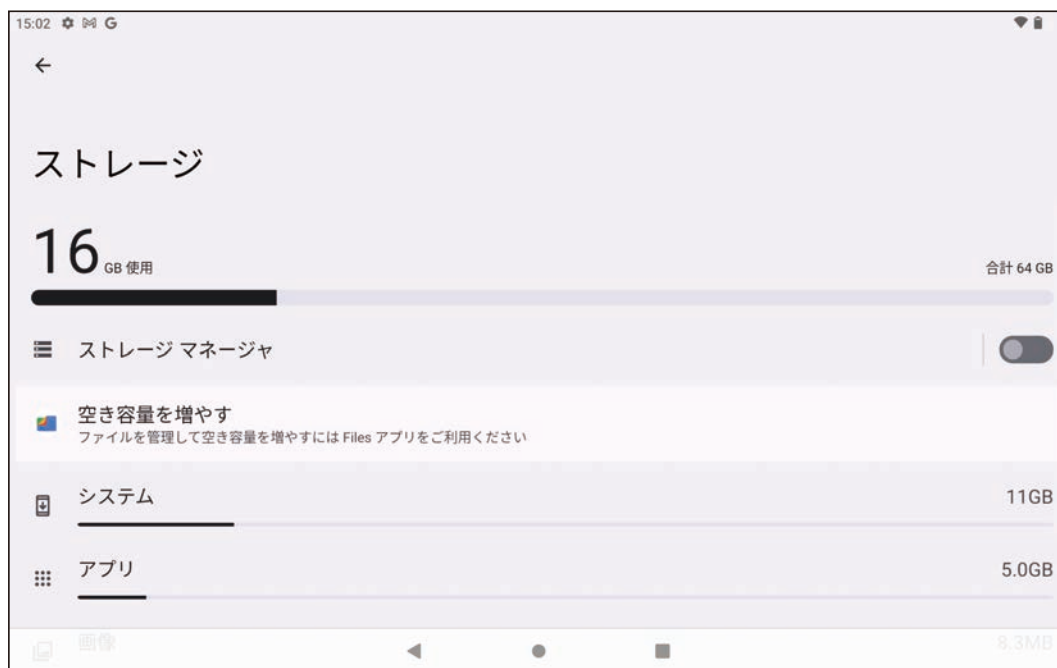 15:02 G
ストレージ
16 GB 使用
合計 64 GB
ストレージ マネージャ
空き容量を増やす
ファイルを管理して空き容量を増やすには Files アプリをご利用ください
システム
11GB
アプリ
5.0GB
画像
8.3MB